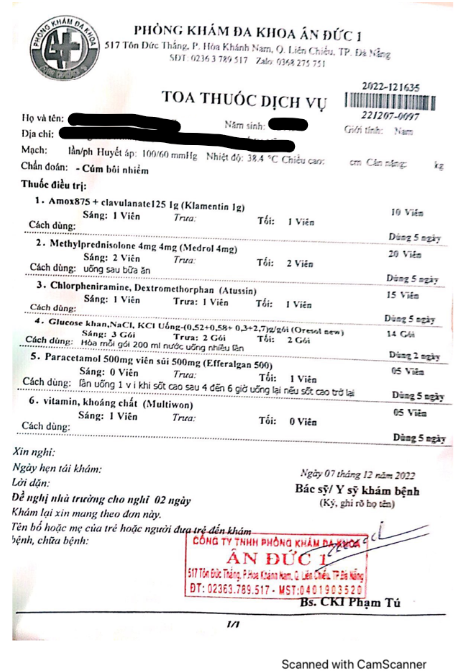 PHÒNG KHÁM ĐA KHOA
ÂN ĐỨC
PHÒNG KHÁM ĐA KHOA ÂN ĐỨC 1
517 Tôn Đức Thắng, P. Hòa Khánh Nam, Q. Liên Chiểu, TP. Đà Nẵng
SĐT: 02363 789 517 Zalo: 0368 275 751
2022-121635
TOA THUỐC DỊCH VỤ
221207-0097
Họ và tên: Năm sinh: Giới tính: Nam
Địa chỉ:
Mạch: lần/ph Huyết áp: 100/60 mmHg Nhiệt độ: 38.4 °C Chiều cao: cm Cân nặng: kg
Chẩn đoán: - Cúm bôi nhiễm
Thuốc điều trị:
1. Amox875 + clavulanate125 1g (Klamentin 1g) 10 Viên
Sáng: 1 Viên Trưa: Tối: 1 Viên
Cách dùng: Dùng 5 ngày
2. Methylprednisolone 4mg 4mg (Medrol 4mg) 20 Viên
Sáng: 2 Viên Trưa: Tối: 2 Viên
Cách dùng: uống sau bữa ăn Dùng 5 ngày
3. Chlorpheniramine, Dextromethorphan (Atussin) 15 Viên
Sáng: 1 Viên Trưa: 1 Viên Tối: 1 Viên
Cách dùng: Dùng 5 ngày
4. Glucose khan,NaCl, KCl Uống-(0,52+0,58+ 0,3+2,7)g/gói (Oresol new) 14 Gói
Sáng: 3 Gói Trưa: 2 Gói Tối: 2 Gói
Cách dùng: Hòa mỗi gói 200 ml nước uống nhiều lần Dùng 2 ngày
5. Paracetamol 500mg viên sủi 500mg (Efferalgan 500) 05 Viên
Sáng: 0 Viên Trưa: Tối: 1 Viên
Cách dùng: lần uống 1 v i khi sốt cao sau 4 đến 6 giờ uống lại nếu sốt cao trở lại Dùng 5 ngày
6. vitamin, khoáng chất (Multiwon) 05 Viên
Sáng: 1 Viên Trưa: Tối: 0 Viên
Cách dùng: Dùng 5 ngày
Xin nghỉ:
Ngày hẹn tái khám:
Lời dặn:
Đề nghị nhà trường cho nghỉ 02 ngày
Khám lại xin mang theo đơn này.
Tên bố hoặc mẹ của trẻ hoặc người đưa trẻ đến khám
bệnh, chữa bệnh:
Ngày 07 tháng 12 năm 2022
Bác sỹ/ Y sỹ khám bệnh
(Ký, ghi rõ họ tên)
CÔNG TY TNHH PHÒNG KHÁM ĐA KHOA
ÂN ĐỨC 1
517 Tôn Đức Thắng, P. Hòa Khánh Nam, Q. Liên Chiểu, TP Đà Nẵng
ĐT: 02363.789.517 - MST:0401903520
Bs. CKI Phạm Tú
1/1
Scanned with CamScanner